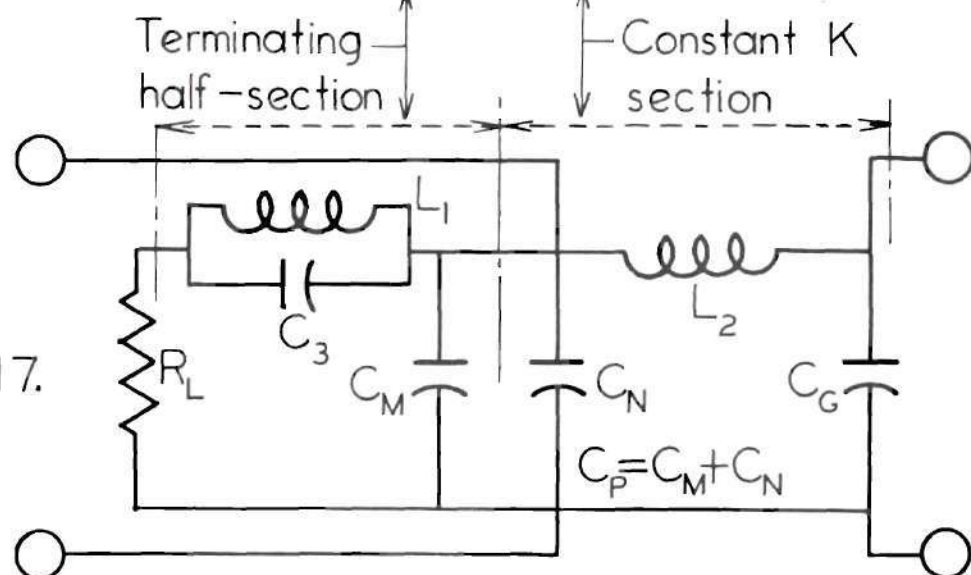 Terminating
half-section
Constant K
section
L1
C3
L2
17.
RL
CM
CN
CG
CP=CM+CN